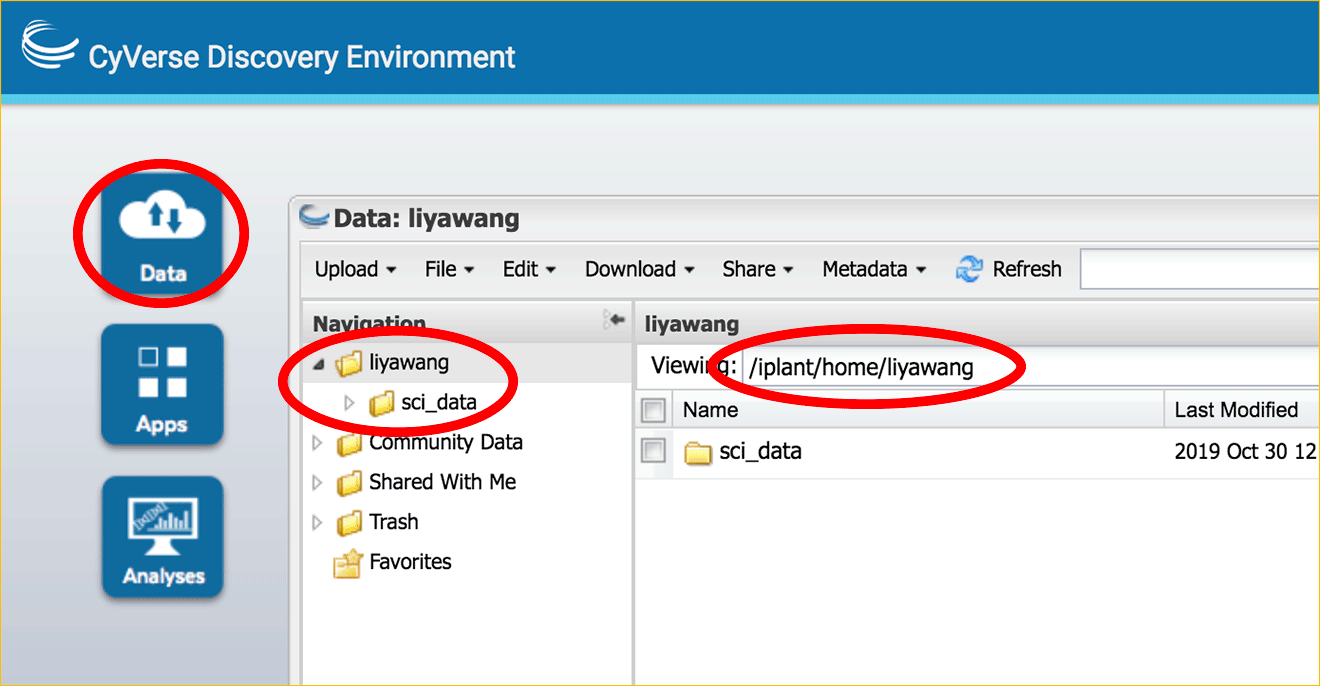 CyVerse Discovery Environment
Data
Apps
Analyses
Data: liyawang
Upload File Edit Download Share Metadata Refresh
Navigation
liyawang
sci_data
Community Data
Shared With Me
Trash
Favorites
liyawang
Viewing: /iplant/home/liyawang
Name Last Modified
sci_data 2019 Oct 30 12